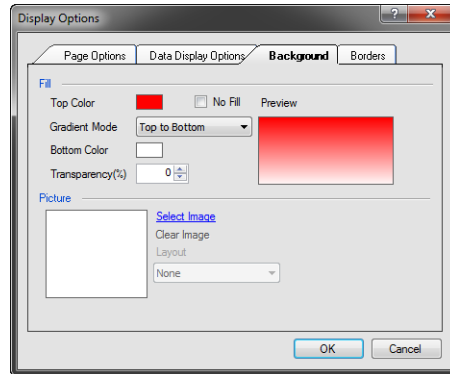 Display Options
Page Options Data Display Options Background Borders
Fill
Top Color No Fill Preview
Gradient Mode Top to Bottom
Bottom Color
Transparency(%) 0
Picture
Select Image
Clear Image
Layout
None
OK Cancel